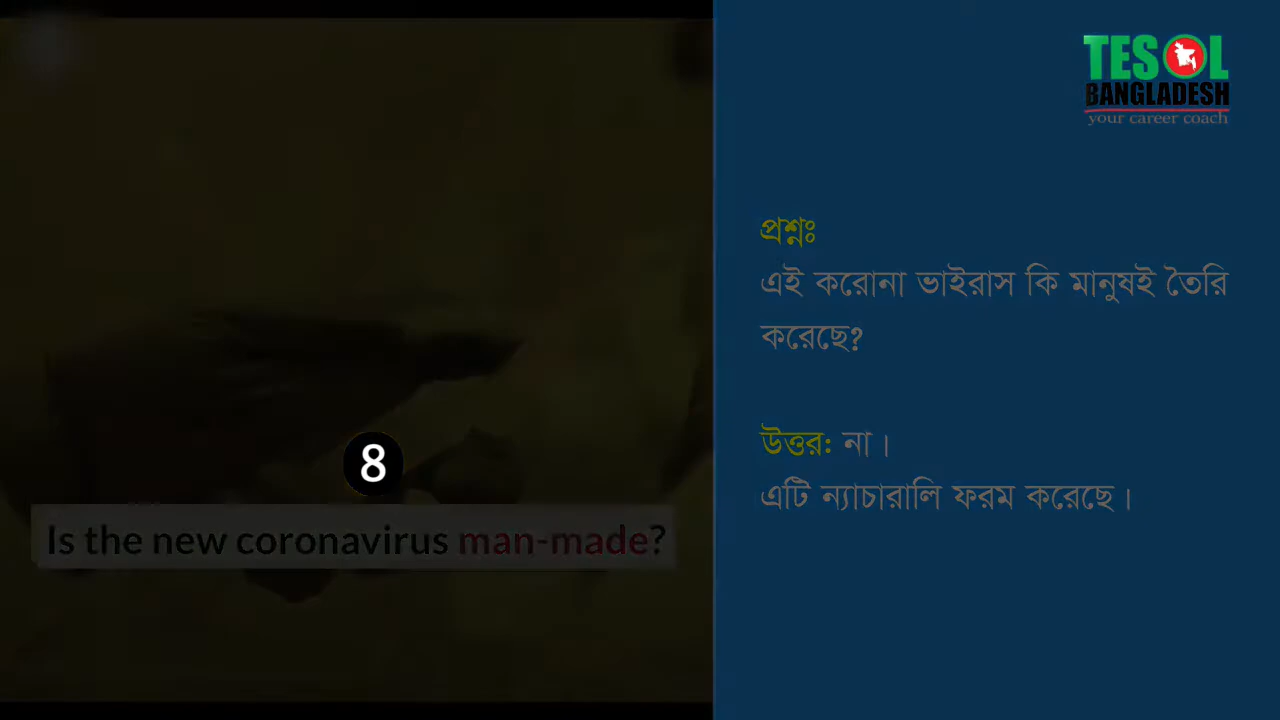 TESOL
BANGLADESH
your career coach
প্রশ্নঃ
এই করোনা ভাইরাস কি মানুষই তৈরি
করেছে?
উত্তর: না।
এটি ন্যাচারালি ফরম করেছে।
8
Is the new coronavirus man-made?